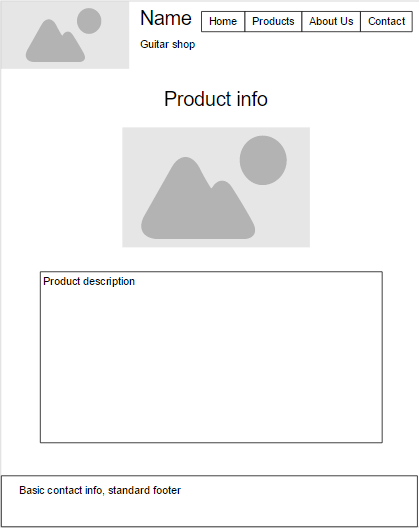 Name
Home Products About Us Contact
Guitar shop
Product info
Product description
Basic contact info, standard footer